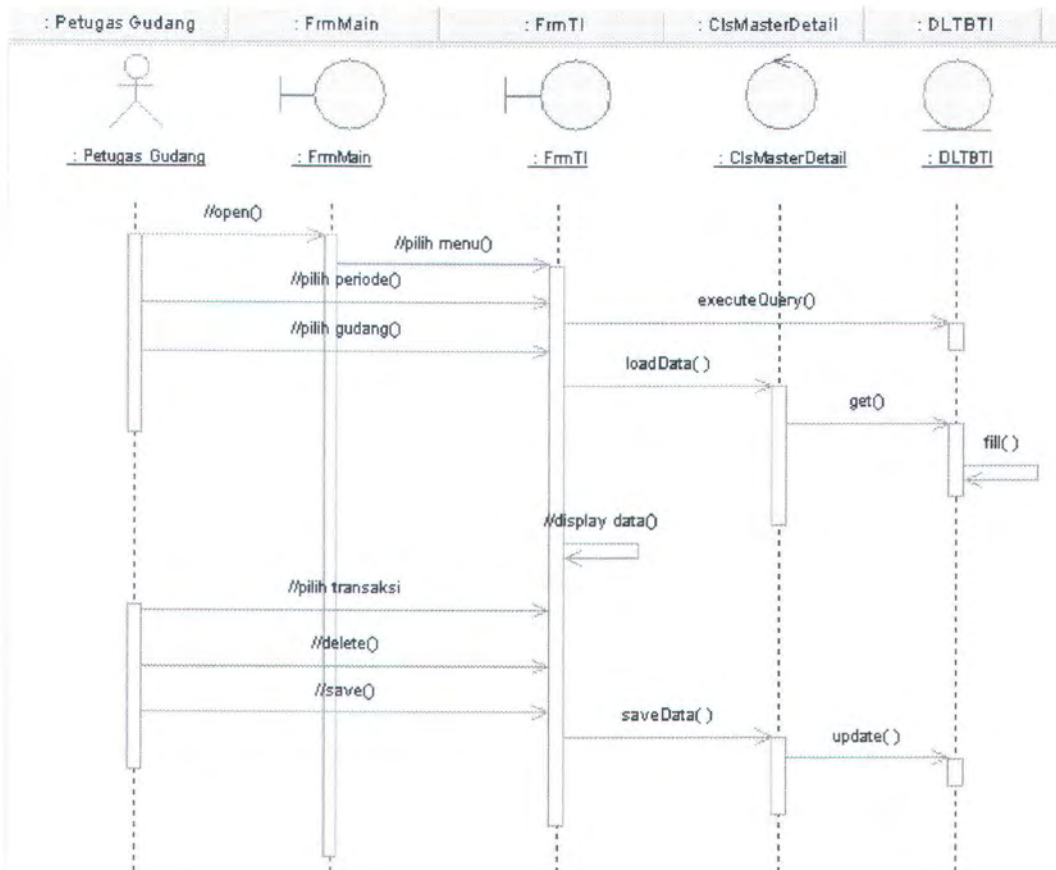 : Petugas Gudang : FrmMain : FrmTI : ClsMasterDetail : DLTBTI
: Petugas Gudang : FrmMain : FrmTI : ClsMasterDetail : DLTBTI
//open()
//pilih menu()
//pilih periode()
executeQuery()
//pilih gudang()
loadData( )
get()
fill( )
//display data()
//pilih transaksi
//delete()
//save()
saveData( )
update( )